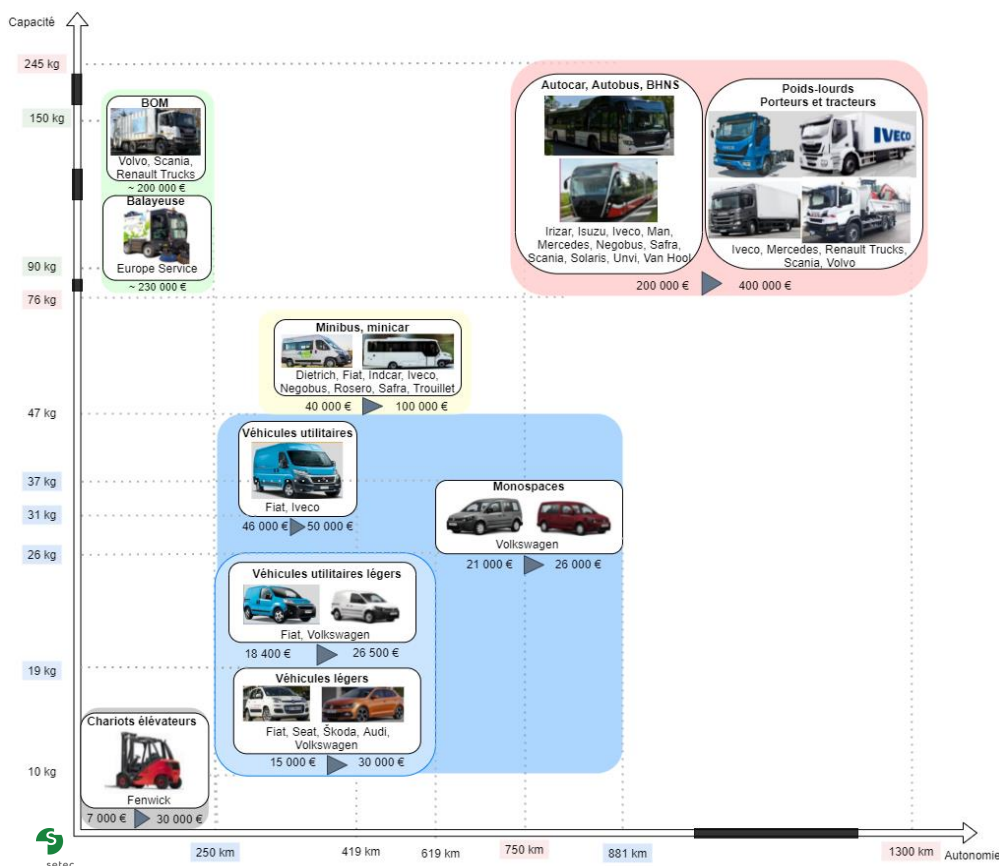 Capacité
245 kg
Autocar, Autobus, BHNS
Poids-lourds
Porteurs et tracteurs
BOM
150 kg
IVECO
Volvo, Scania,
Renault Trucks
~ 200 000 €
Balayeuse
Irizar, Isuzu, Iveco, Man,
Mercedes, Negobus, Safra,
Scania, Solaris, Unvi, Van Hool
Iveco, Mercedes, Renault Trucks,
Scania, Volvo
90 kg
Europe Service
~ 230 000 €
200 000 €
400 000 €
76 kg
Minibus, minicar
Dietrich, Fiat, Indcar, Iveco,
Negobus, Rosero, Safra, Trouillet
40 000 €
100 000 €
47 kg
Véhicules utilitaires
37 kg
Monospaces
Fiat, Iveco
31 kg
46 000 €
50 000 €
Volkswagen
26 kg
21 000 €
26 000 €
Véhicules utilitaires légers
Fiat, Volkswagen
18 400 €
26 500 €
19 kg
Véhicules légers
Chariots élévateurs
Fiat, Seat, Škoda, Audi,
Volkswagen
15 000 €
30 000 €
10 kg
Fenwick
7 000 €
30 000 €
setec
250 km
419 km
619 km
750 km
881 km
1300 km
Autonomie